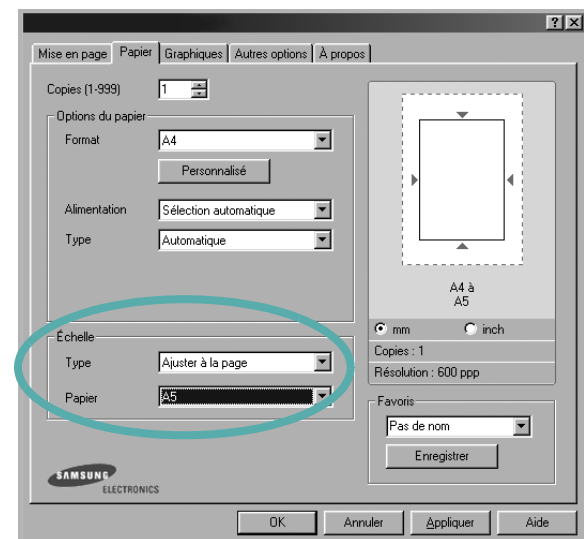 ? ×
Mise en page Papier Graphiques Autres options À propos
Copies (1-999) 1
Options du papier
Format A4
Personnalisé
Alimentation Sélection automatique
Type Automatique
Échelle
Type Ajuster à la page
Papier A5
A4 à
A5
mm inch
Copies : 1
Résolution : 600 ppp
Favoris
Pas de nom
Enregistrer
SAMSUNG
ELECTRONICS
OK Annuler Appliquer Aide